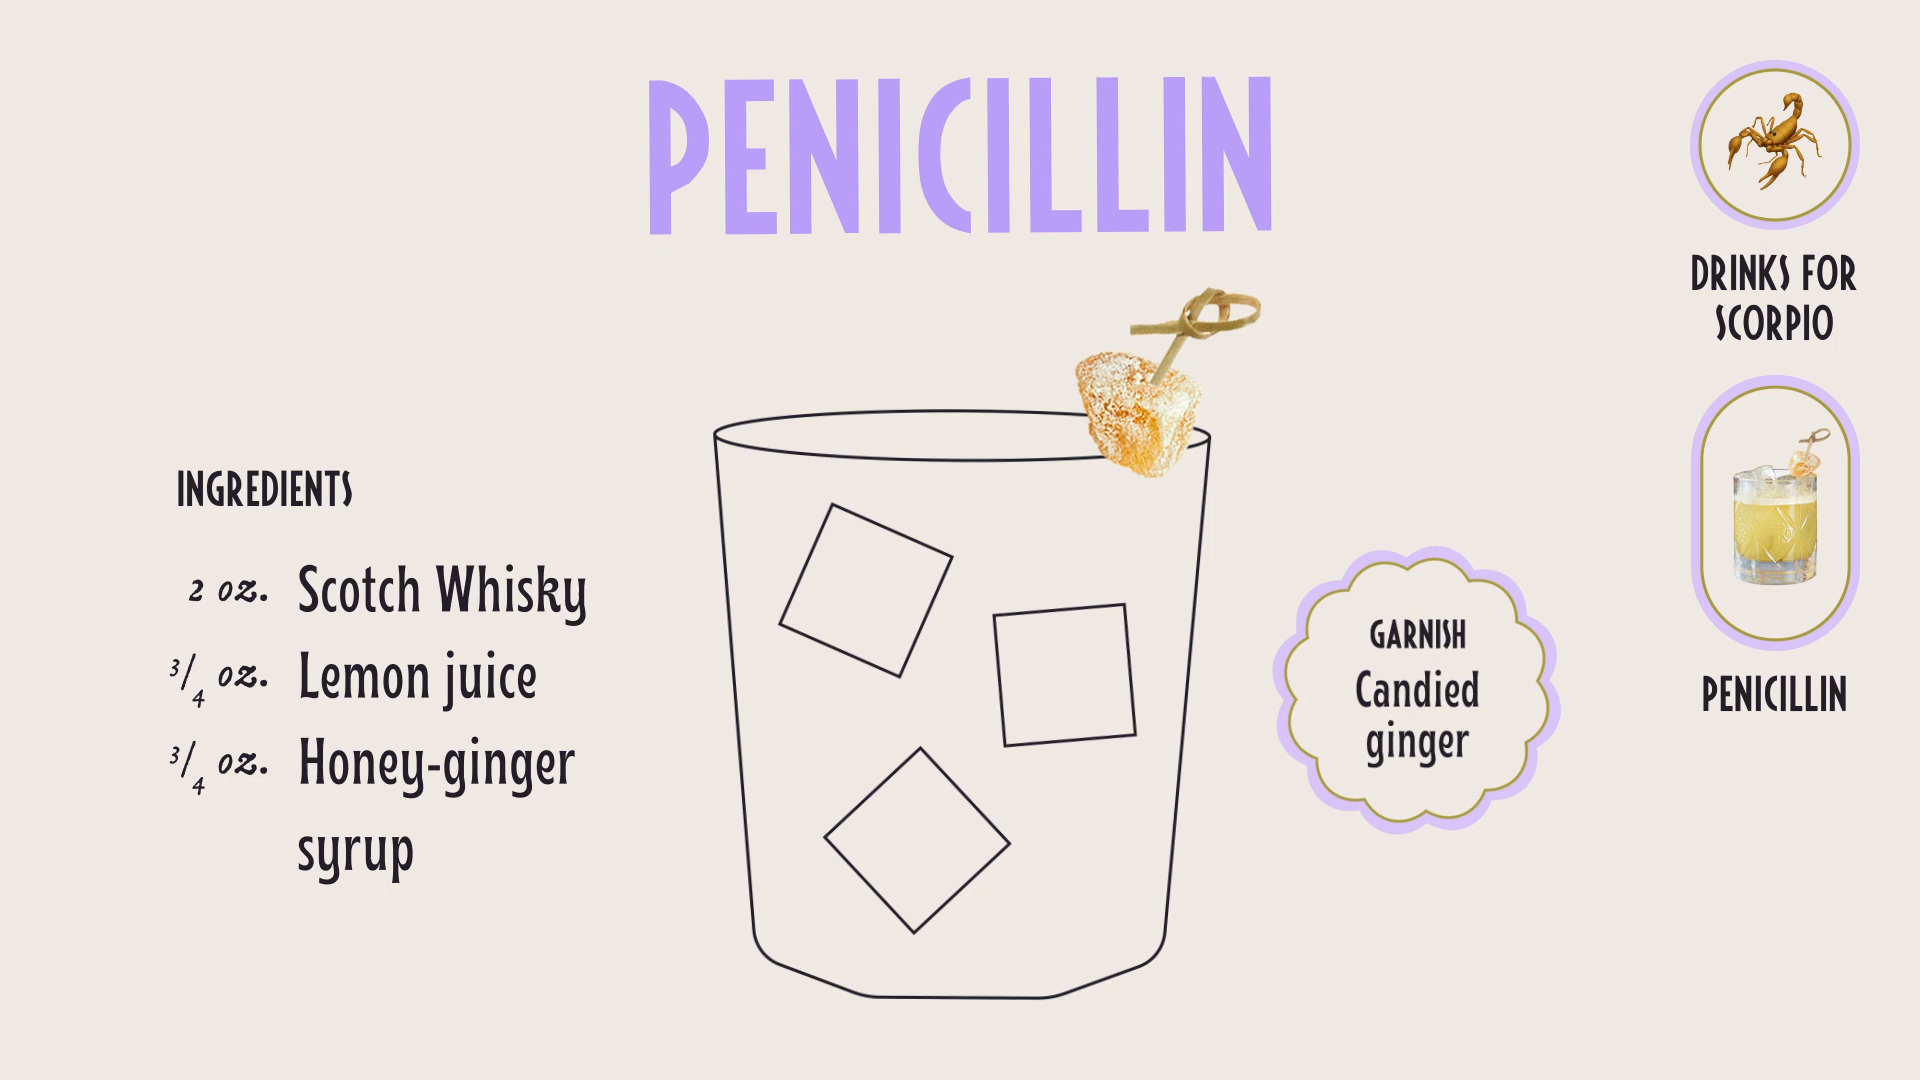 PENICILLIN
INGREDIENTS
2 oz. Scotch Whisky
3/4 oz. Lemon juice
3/4 oz. Honey-ginger
syrup
GARNISH
Candied
ginger
DRINKS FOR
SCORPIO
PENICILLIN